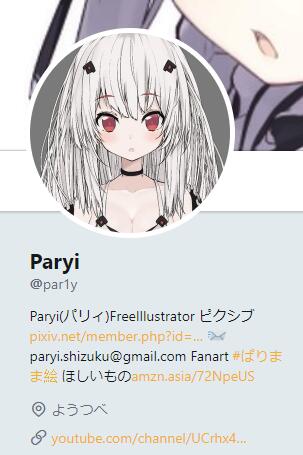 Paryi
@par1y
Paryi(パリィ)FreeIllustrator ピクシブ
pixiv.net/member.php?id=...
paryi.shizuku@gmail.com Fanart #ぱりま
ま絵 ほしいものamzn.asia/72NpeUS
ようつべ
youtube.com/channel/UCrhx4...